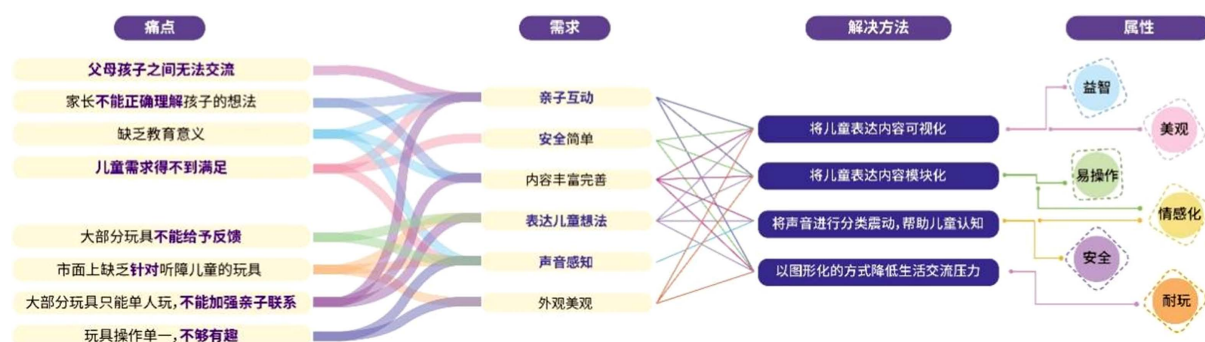 痛点
需求
解决方法
属性
父母孩子之间无法交流
家长不能正确理解孩子的想法
缺乏教育意义
儿童需求得不到满足
大部分玩具不能给予反馈
市面上缺乏针对听障儿童的玩具
大部分玩具只能单人玩,不能加强亲子联系
玩具操作单一,不够有趣
亲子互动
安全简单
内容丰富完善
表达儿童想法
声音感知
外观美观
将儿童表达内容可视化
将儿童表达内容模块化
将声音进行分类震动,帮助儿童认知
以图形化的方式降低生活交流压力
益智
美观
易操作
情感化
安全
耐玩